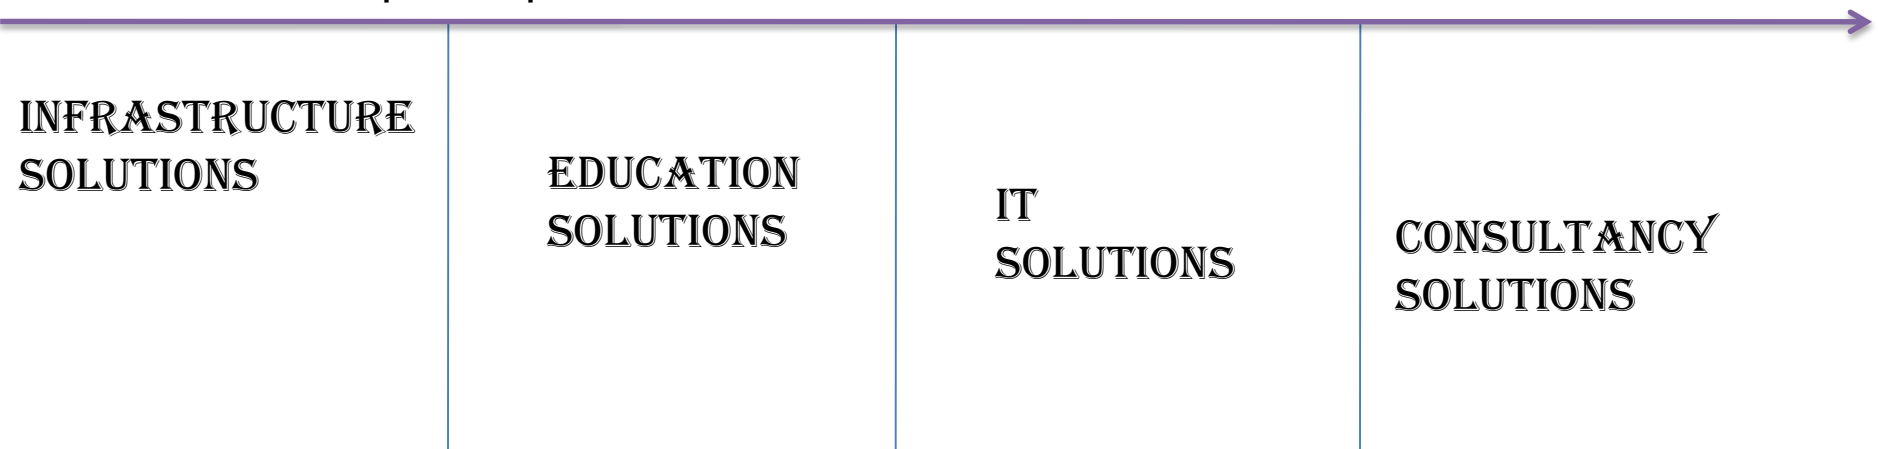 INFRASTRUCTURE
SOLUTIONS
EDUCATION
SOLUTIONS
IT
SOLUTIONS
CONSULTANCY
SOLUTIONS